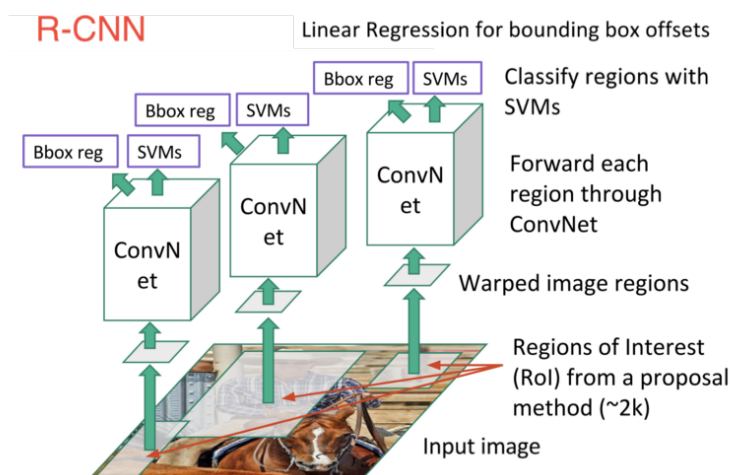 R-CNN
Linear Regression for bounding box offsets
Bbox reg
SVMs
Classify regions with
SVMs
Bbox reg
SVMs
Bbox reg
SVMs
Forward each
region through
ConvNet
ConvN
et
ConvN
et
ConvN
et
Warped image regions
Regions of Interest
(RoI) from a proposal
method (~2k)
Input image